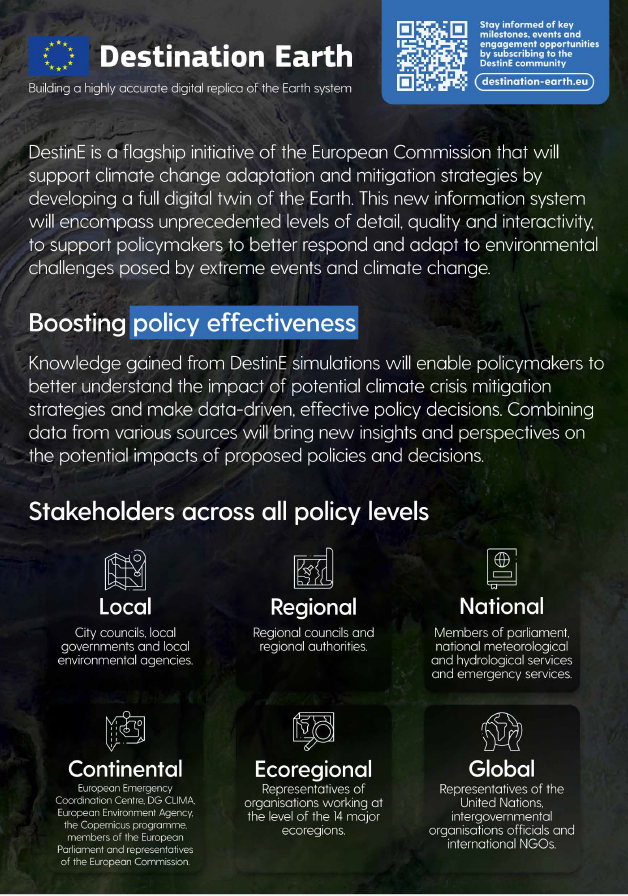 Destination Earth
Building a highly accurate digital replica of the Earth system
Stay informed of key
milestones, events and
engagement opportunities
by subscribing to the
DestinE community
destination-earth.eu
DestinE is a flagship initiative of the European Commission that will
support climate change adaptation and mitigation strategies by
developing a full digital twin of the Earth. This new information system
will encompass unprecedented levels of detail, quality and interactivity,
to support policymakers to better respond and adapt to environmental
challenges posed by extreme events and climate change.
Boosting policy effectiveness
Knowledge gained from DestinE simulations will enable policymakers to
better understand the impact of potential climate crisis mitigation
strategies and make data-driven, effective policy decisions. Combining
data from various sources will bring new insights and perspectives on
the potential impacts of proposed policies and decisions.
Stakeholders across all policy levels
Local
City councils, local
governments and local
environmental agencies.
Regional
Regional councils and
regional authorities.
National
Members of parliament,
national meteorological
and hydrological services
and emergency services.
Continental
European Emergency
Coordination Centre, DG CLIMA,
European Environment Agency,
the Copernicus programme,
members of the European
Parliament and representatives
of the European Commission.
Ecoregional
Representatives of
organisations working at
the level of the 14 major
ecoregions.
Global
Representatives of the
United Nations,
intergovernmental
organisations officials and
international NGOs.